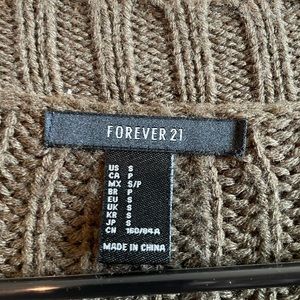 FOREVER 21
US S
CA P
MX S/P
BR P
EU S
UK S
KR S
JP S
CN 160/84A
MADE IN CHINA